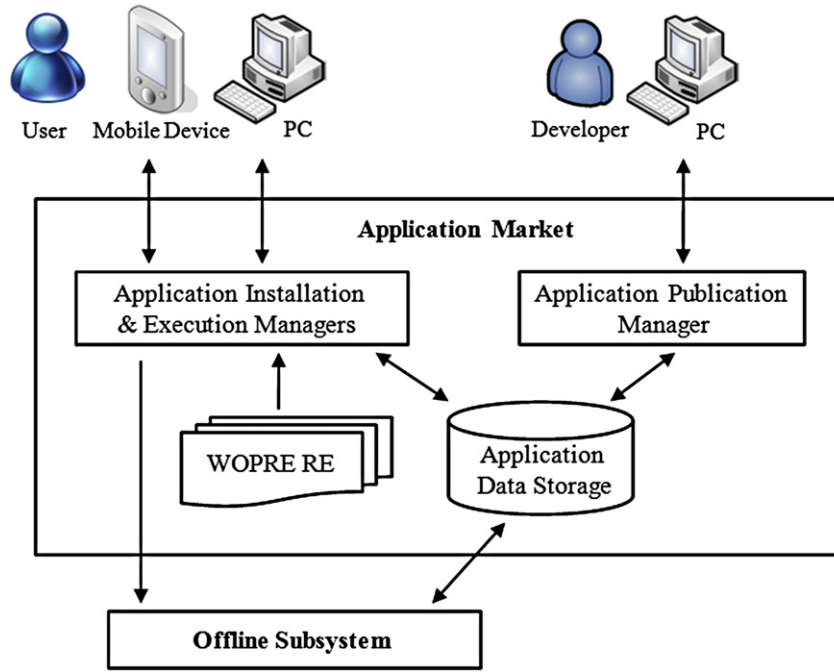 User
Mobile Device
PC
Developer
PC
Application Market
Application Installation
& Execution Managers
Application Publication
Manager
WOPRE RE
Application
Data Storage
Offline Subsystem